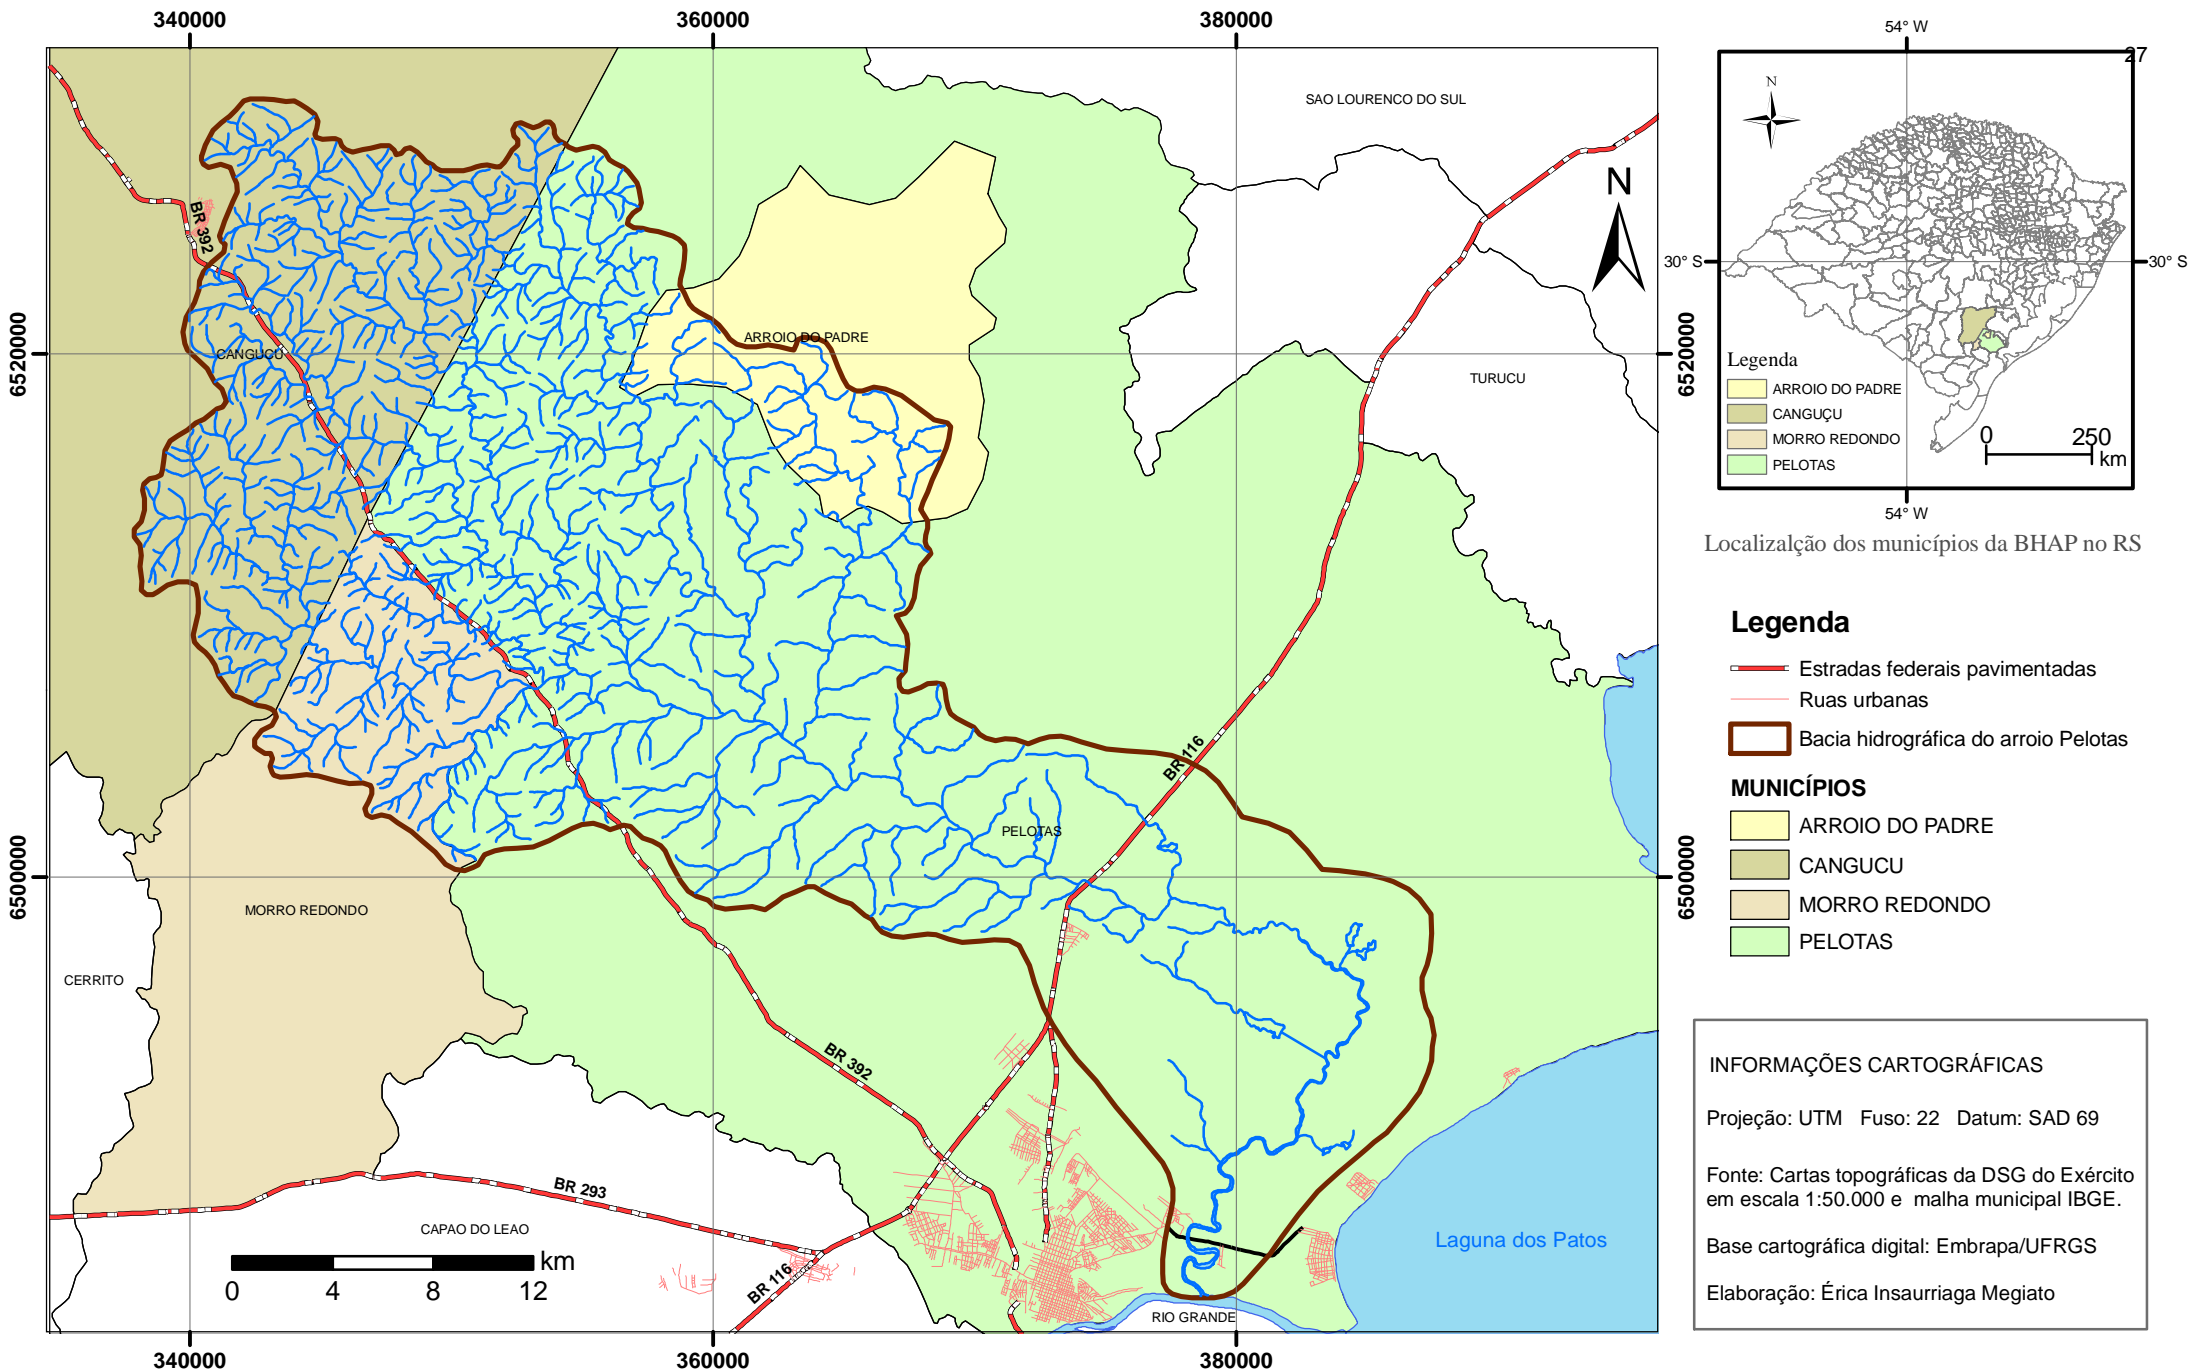 340000
360000
380000
SAO LOURENCO DO SUL
N
BR 392
ARROIO DO PADRE
CANGUCU
6520000
6520000
TURUCU
BR 116
PELOTAS
6500000
6500000
MORRO REDONDO
CERRITO
BR 392
BR 293
CAPAO DO LEAO
km
0 4 8 12
BR 116
Laguna dos Patos
RIO GRANDE
340000
360000
380000
54° W
27
N
30° S
30° S
Legenda
ARROIO DO PADRE
CANGUÇU
MORRO REDONDO
PELOTAS
0 250
km
54° W
Localizalção dos municípios da BHAP no RS
Legenda
Estradas federais pavimentadas
Ruas urbanas
Bacia hidrográfica do arroio Pelotas
MUNICÍPIOS
ARROIO DO PADRE
CANGUCU
MORRO REDONDO
PELOTAS
INFORMAÇÕES CARTOGRÁFICAS
Projeção: UTM Fuso: 22 Datum: SAD 69
Fonte: Cartas topográficas da DSG do Exército
em escala 1:50.000 e malha municipal IBGE.
Base cartográfica digital: Embrapa/UFRGS
Elaboração: Érica Insaurriaga Megiato